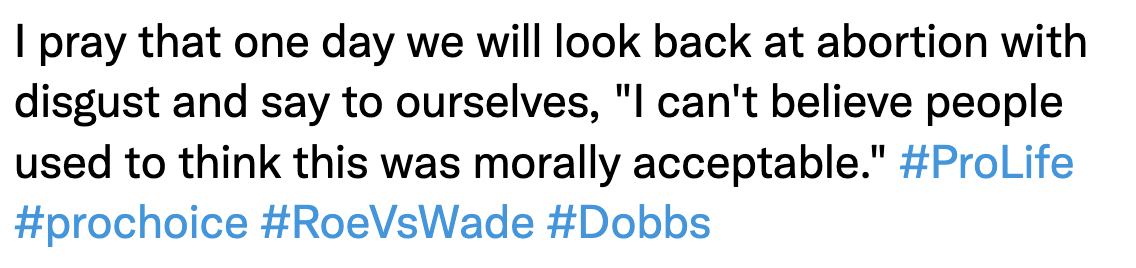 I pray that one day we will look back at abortion with
disgust and say to ourselves, "I can't believe people
used to think this was morally acceptable." #ProLife
#prochoice #RoeVsWade #Dobbs